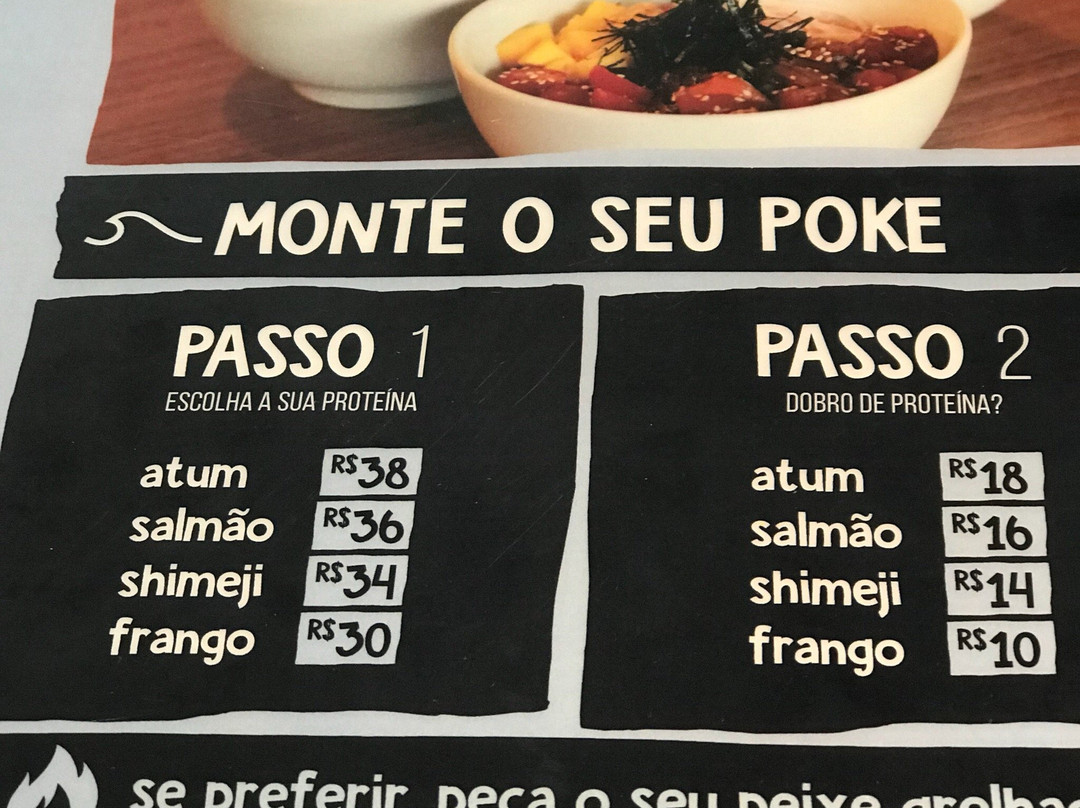 MONTE O SEU POKE
PASSO 1
ESCOLHA A SUA PROTEÍNA
atum R$38
salmão R$36
shimeji R$34
frango R$30
PASSO 2
DOBRO DE PROTEÍNA?
atum R$18
salmão R$16
shimeji R$14
frango R$10
se preferir peça o seu peixe